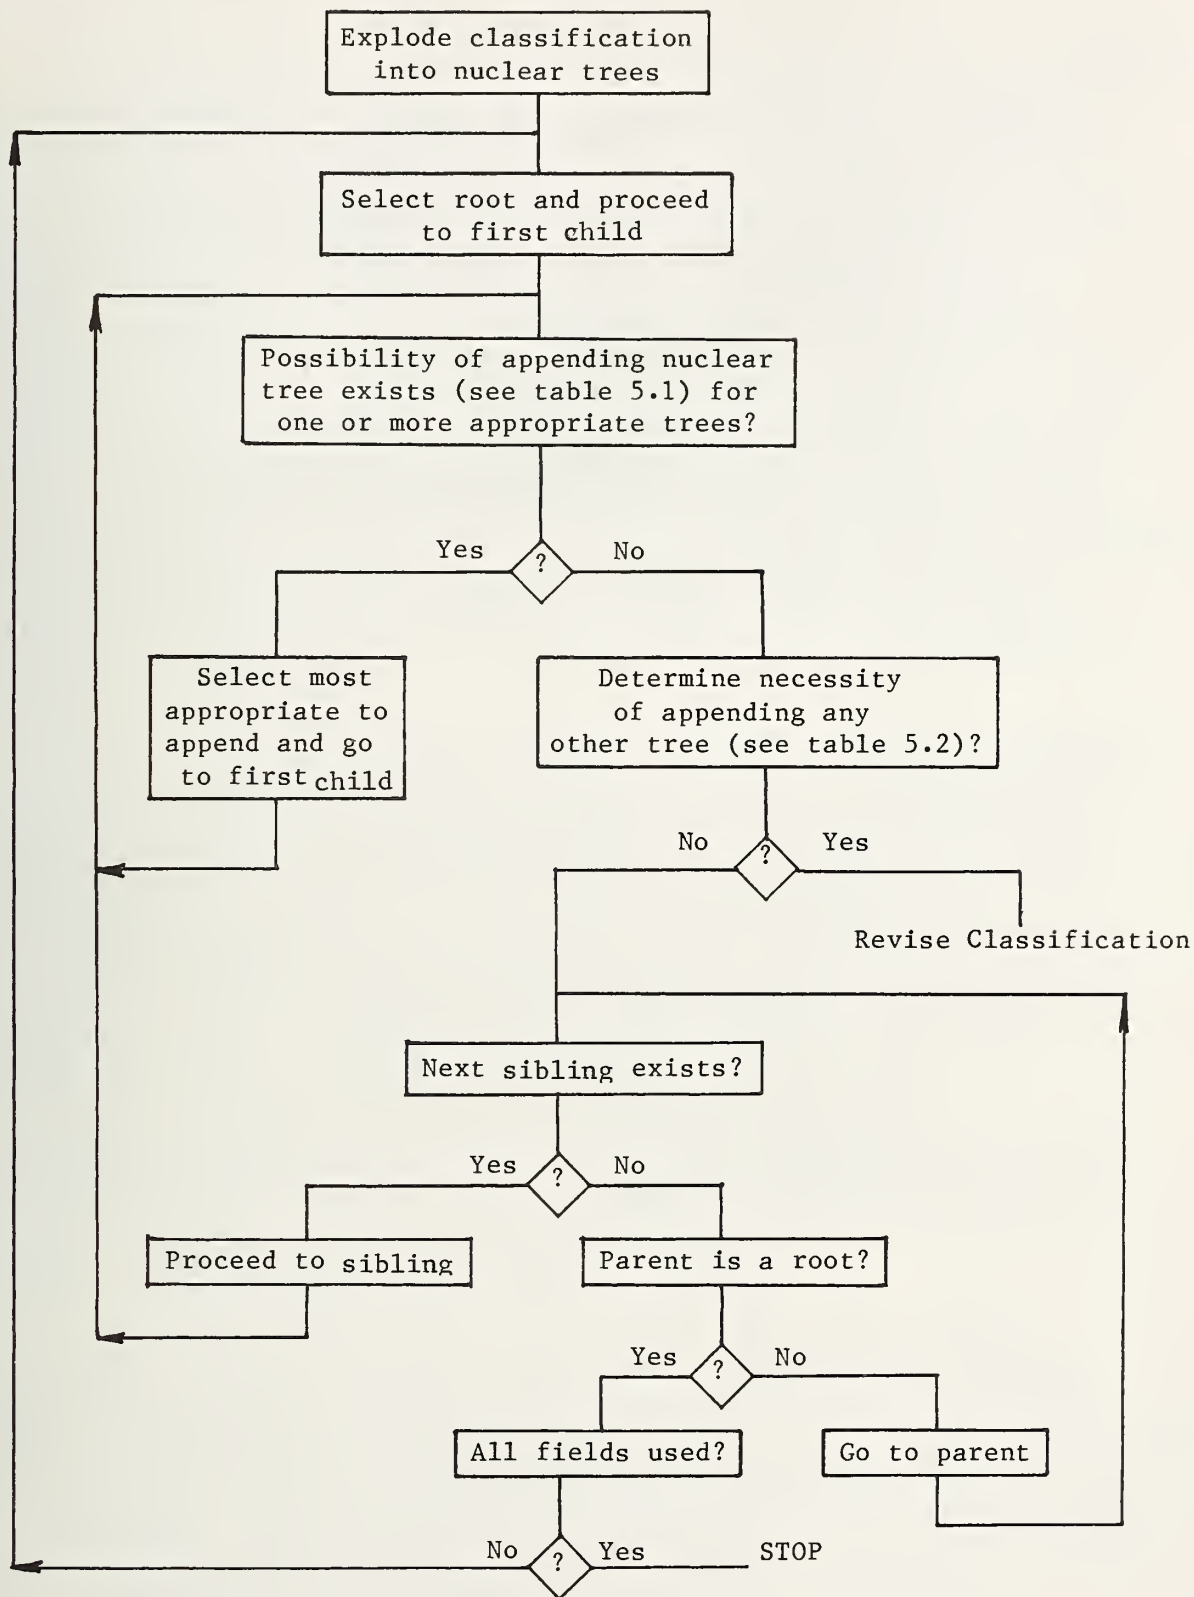 Explode classification
into nuclear trees
Select root and proceed
to first child
Possibility of appending nuclear
tree exists (see table 5.1) for
one or more appropriate trees?
Yes ? No
Select most
appropriate to
append and go
to first child
Determine necessity
of appending any
other tree (see table 5.2)?
No ? Yes
Revise Classification
Next sibling exists?
Yes ? No
Proceed to sibling
Parent is a root?
Yes ? No
All fields used?
Go to parent
No ? Yes STOP